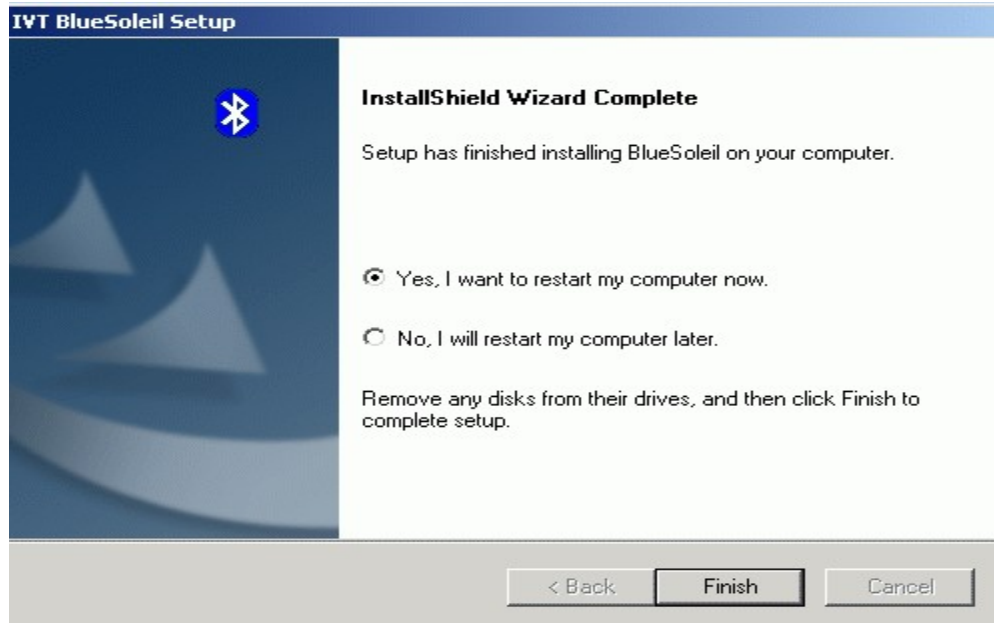 IVT BlueSoleil Setup
InstallShield Wizard Complete
Setup has finished installing BlueSoleil on your computer.
Yes, I want to restart my computer now.
No, I will restart my computer later.
Remove any disks from their drives, and then click Finish to
complete setup.
< Back
Finish
Cancel